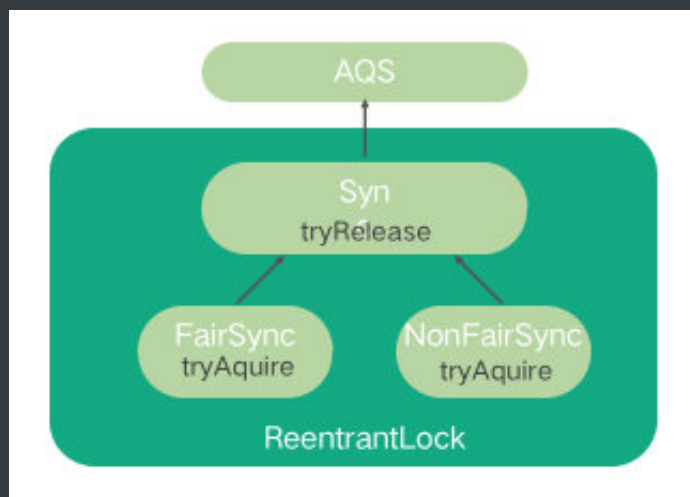 AQS
Syn
c
tryRelease
FairSync
tryAquire
NonFairSync
tryAquire
ReentrantLock